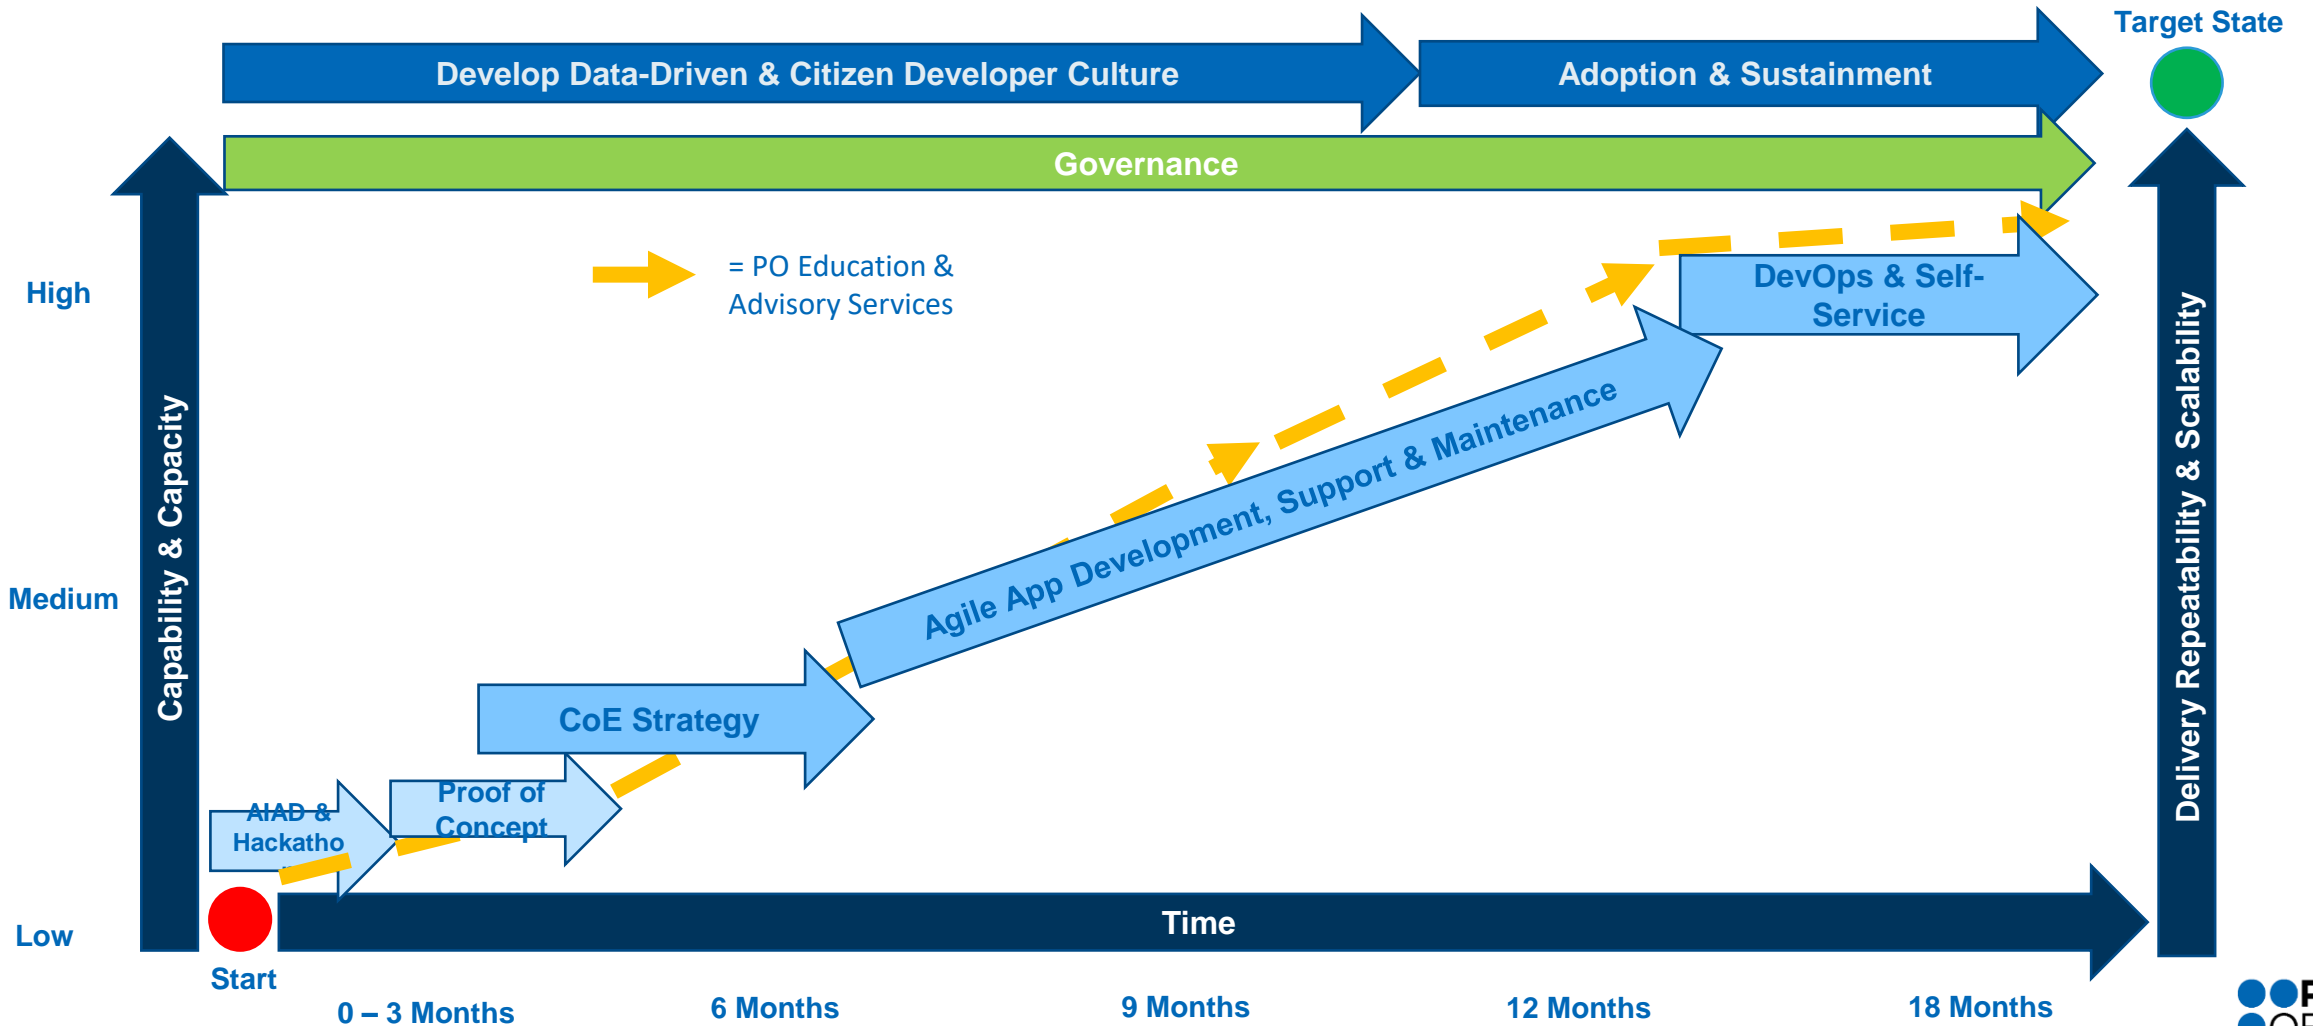 Target State
Develop Data-Driven & Citizen Developer Culture
Adoption & Sustainment
Governance
= PO Education &
Advisory Services
High
Medium
Low
Capability & Capacity
Delivery Repeatability & Scalability
DevOps & Self-
Service
Agile App Development, Support & Maintenance
CoE Strategy
Proof of
Concept
AIAD &
Hackatho
Time
Start
0 – 3 Months
6 Months
9 Months
12 Months
18 Months